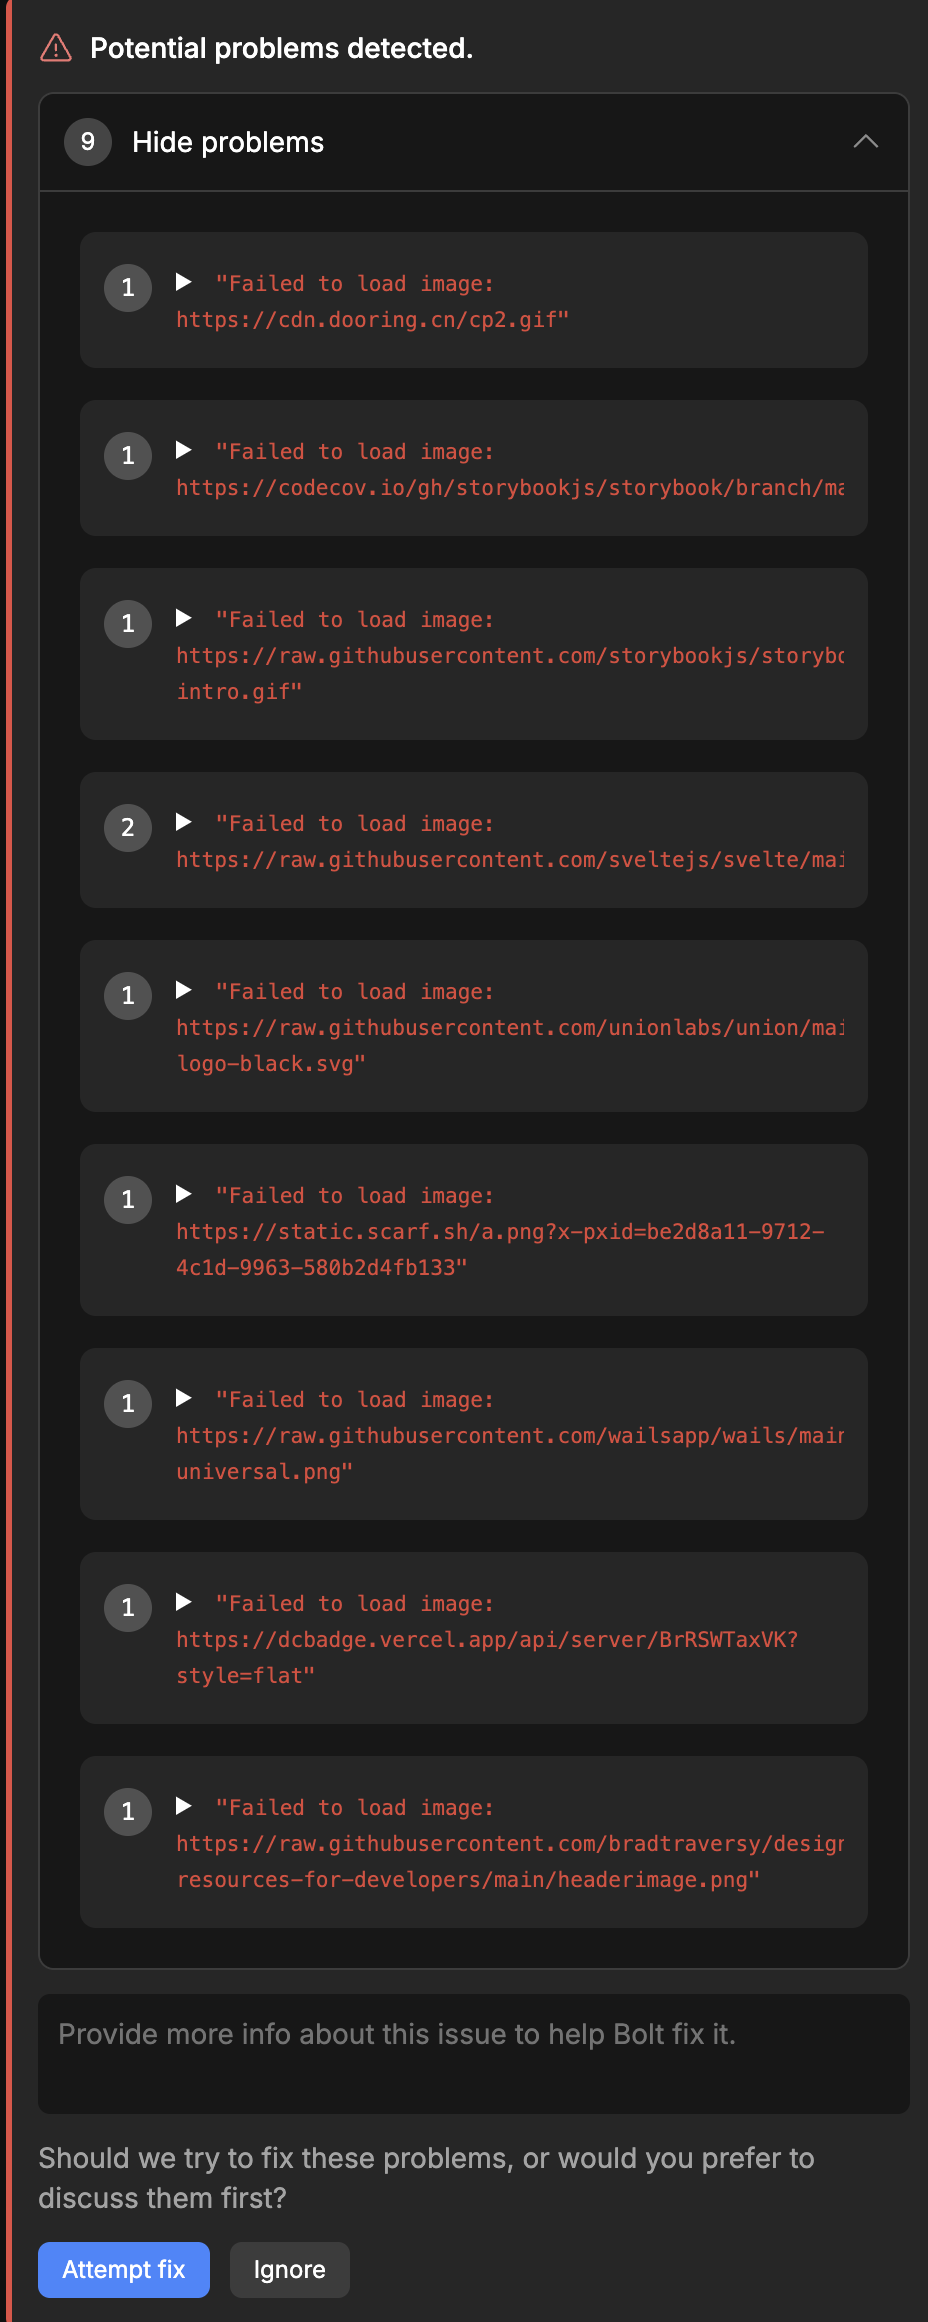 Potential problems detected.
9 Hide problems
1 "Failed to load image:
https://cdn.dooring.cn/cp2.gif"
1 "Failed to load image:
https://codecov.io/gh/storybookjs/storybook/branch/ma
1 "Failed to load image:
https://raw.githubusercontent.com/storybookjs/storybo
intro.gif"
2 "Failed to load image:
https://raw.githubusercontent.com/sveltejs/svelte/mai
1 "Failed to load image:
https://raw.githubusercontent.com/unionlabs/union/mai
logo-black.svg"
1 "Failed to load image:
https://static.scarf.sh/a.png?x-pxid=be2d8a11-9712-
4c1d-9963-580b2d4fb133"
1 "Failed to load image:
https://raw.githubusercontent.com/wailsapp/wails/main
universal.png"
1 "Failed to load image:
https://dcbadge.vercel.app/api/server/BrRSWTaxVK?
style=flat"
1 "Failed to load image:
https://raw.githubusercontent.com/bradtraversy/design
resources-for-developers/main/headerimage.png"
Provide more info about this issue to help Bolt fix it.
Should we try to fix these problems, or would you prefer to
discuss them first?
Attempt fix Ignore